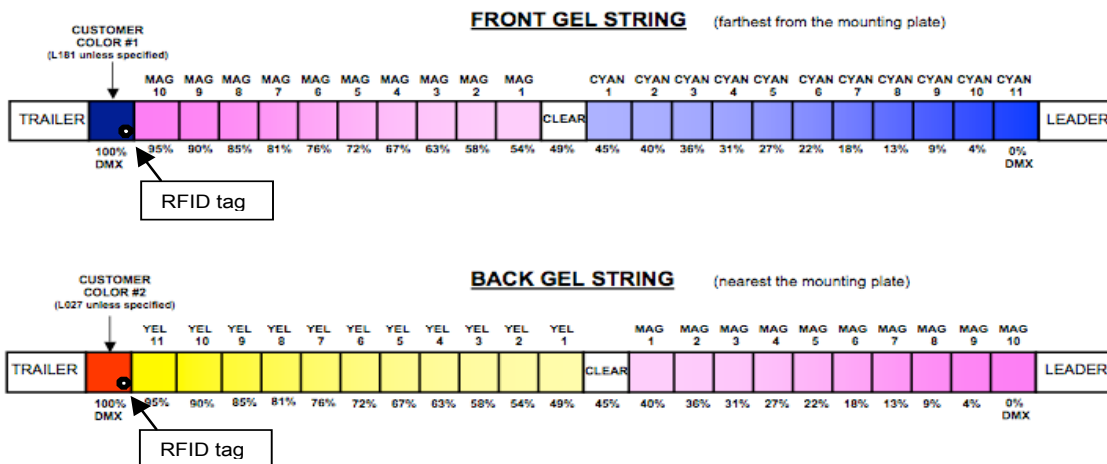 FRONT GEL STRING (farthest from the mounting plate)
CUSTOMER
COLOR #1
(L181 unless specified)
MAG MAG MAG MAG MAG MAG MAG MAG MAG MAG CYAN CYAN CYAN CYAN CYAN CYAN CYAN CYAN CYAN CYAN CYAN
10 9 8 7 6 5 4 3 2 1 1 2 3 4 5 6 7 8 9 10 11
TRAILER CLEAR LEADER
100% 95% 90% 85% 81% 76% 72% 67% 63% 58% 54% 49% 45% 40% 36% 31% 27% 22% 18% 13% 9% 4% 0%
DMX DMX
RFID tag
BACK GEL STRING (nearest the mounting plate)
CUSTOMER
COLOR #2
(L027 unless specified)
YEL YEL YEL YEL YEL YEL YEL YEL YEL YEL YEL MAG MAG MAG MAG MAG MAG MAG MAG MAG MAG
11 10 9 8 7 6 5 4 3 2 1 1 2 3 4 5 6 7 8 9 10
TRAILER CLEAR LEADER
100% 95% 90% 85% 81% 76% 72% 67% 63% 58% 54% 49% 45% 40% 36% 31% 27% 22% 18% 13% 9% 4% 0%
DMX DMX
RFID tag